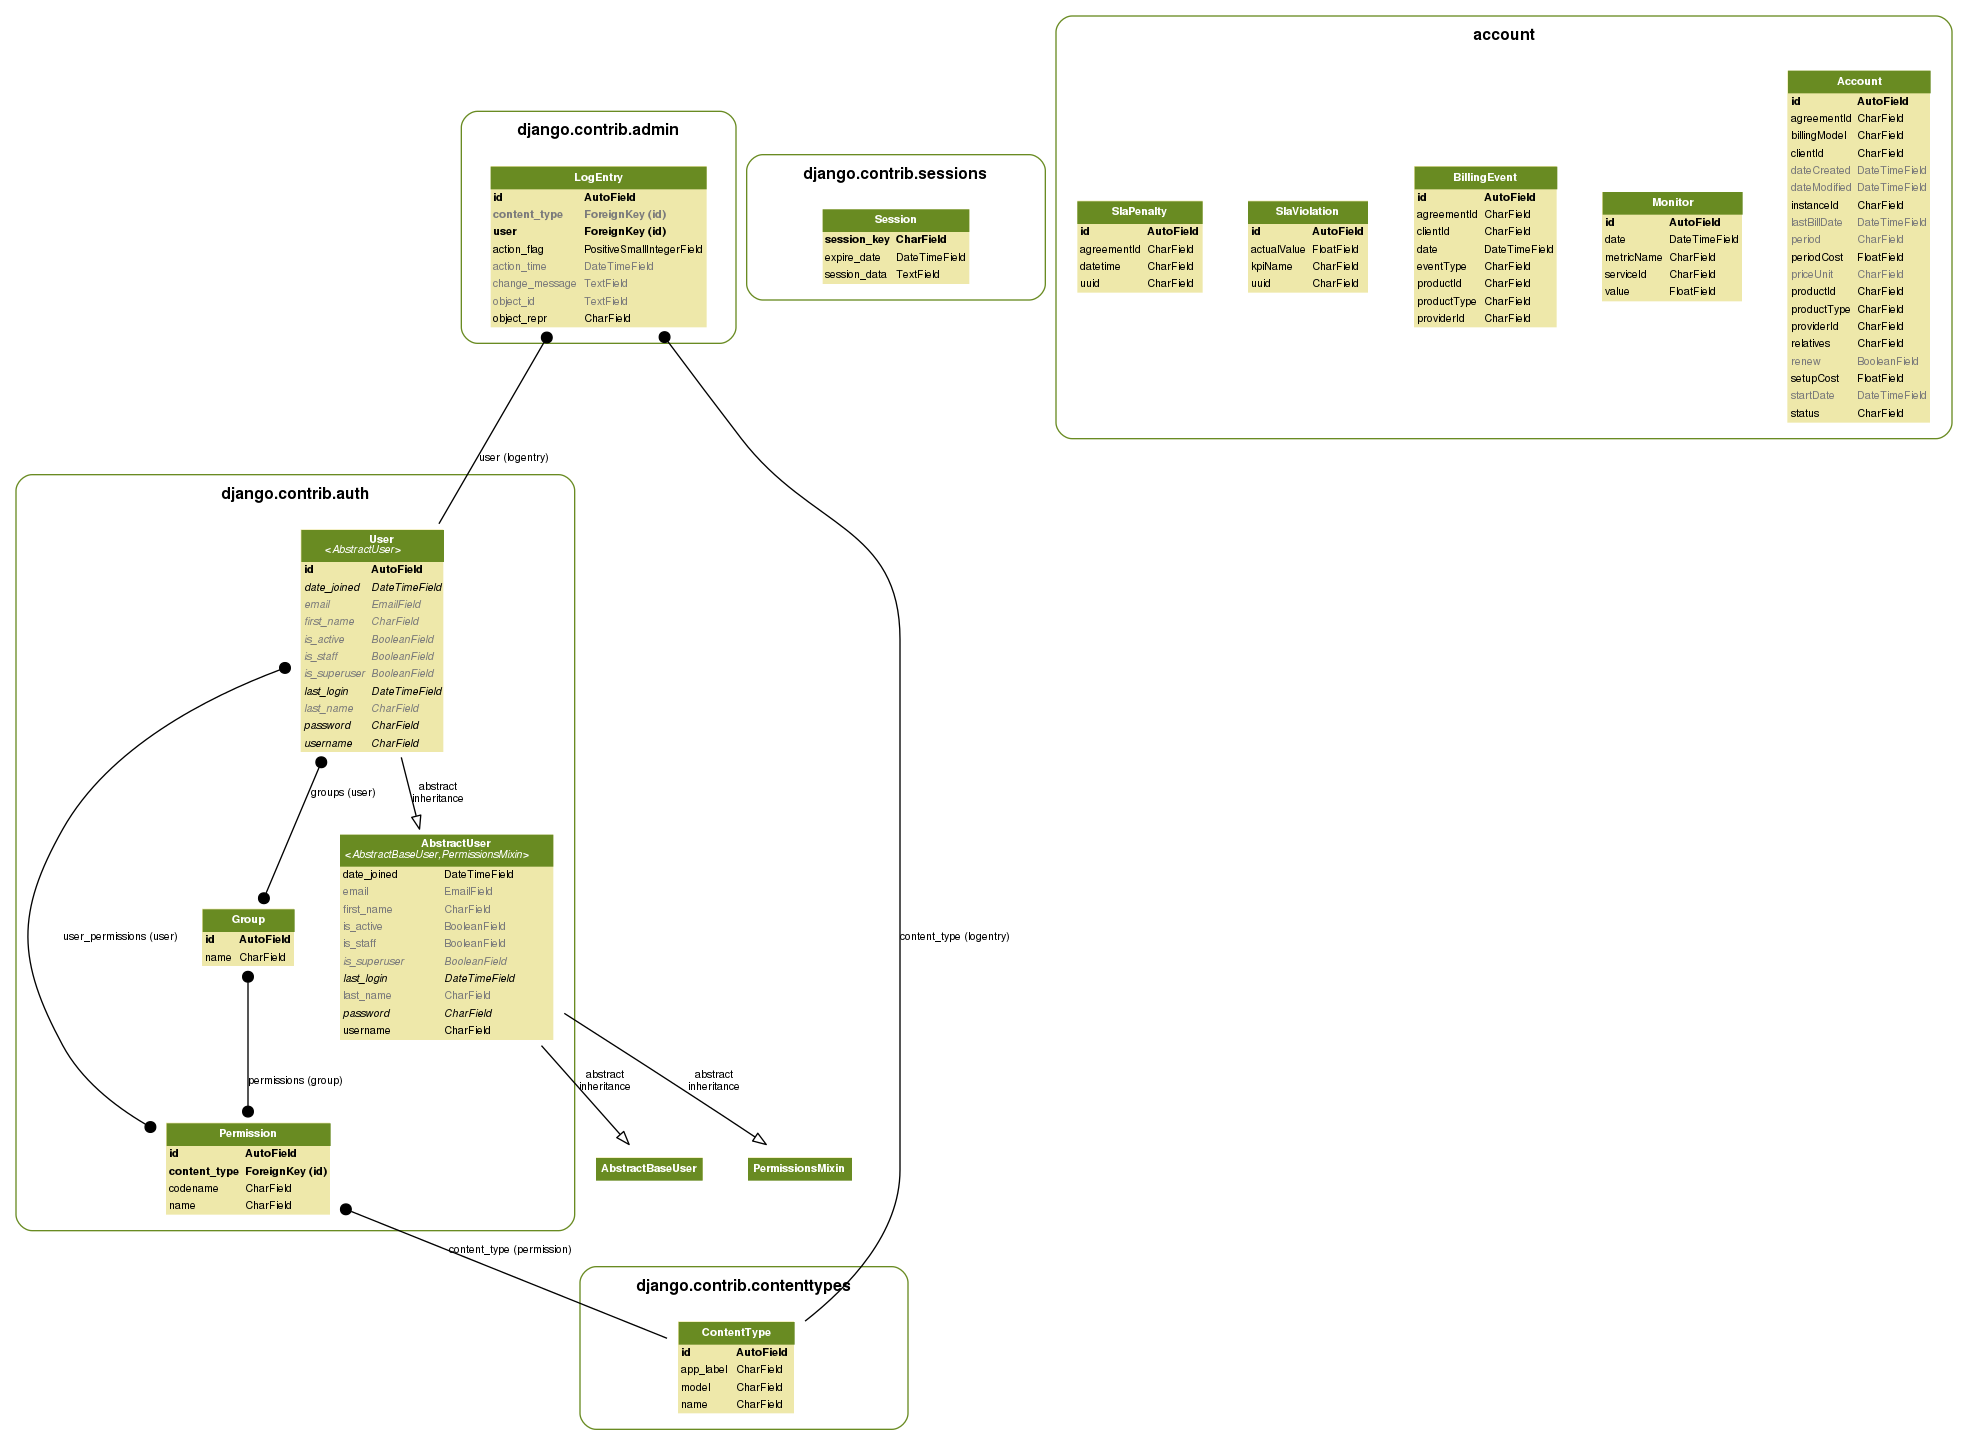 account
Account
id AutoField
agreementId CharField
billingModel CharField
clientId CharField
dateCreated DateTimeField
dateModified DateTimeField
instanceId CharField
lastBillDate DateTimeField
period CharField
periodCost FloatField
priceUnit CharField
productId CharField
productType CharField
providerId CharField
relatives CharField
renew BooleanField
setupCost FloatField
startDate DateTimeField
status CharField
BillingEvent
id AutoField
agreementId CharField
clientId CharField
date DateTimeField
eventType CharField
productId CharField
productType CharField
providerId CharField
Monitor
id AutoField
date DateTimeField
metricName CharField
serviceId CharField
value FloatField
SlaPenalty
id AutoField
agreementId CharField
datetime CharField
uuid CharField
SlaViolation
id AutoField
actualValue FloatField
kpiName CharField
uuid CharField
django.contrib.admin
LogEntry
id AutoField
content_type ForeignKey (id)
user ForeignKey (id)
action_flag PositiveSmallIntegerField
action_time DateTimeField
change_message TextField
object_id TextField
object_repr CharField
django.contrib.sessions
Session
session_key CharField
expire_date DateTimeField
session_data TextField
user (logentry)
django.contrib.auth
User
<AbstractUser>
id AutoField
date_joined DateTimeField
email EmailField
first_name CharField
is_active BooleanField
is_staff BooleanField
is_superuser BooleanField
last_login DateTimeField
last_name CharField
password CharField
username CharField
groups (user)
abstract
inheritance
AbstractUser
<AbstractBaseUser,PermissionsMixin>
date_joined DateTimeField
email EmailField
first_name CharField
is_active BooleanField
is_staff BooleanField
is_superuser BooleanField
last_login DateTimeField
last_name CharField
password CharField
username CharField
user_permissions (user)
Group
id AutoField
name CharField
content_type (logentry)
permissions (group)
abstract
inheritance
abstract
inheritance
Permission
id AutoField
content_type ForeignKey (id)
codename CharField
name CharField
AbstractBaseUser
PermissionsMixin
content_type (permission)
django.contrib.contenttypes
ContentType
id AutoField
app_label CharField
model CharField
name CharField